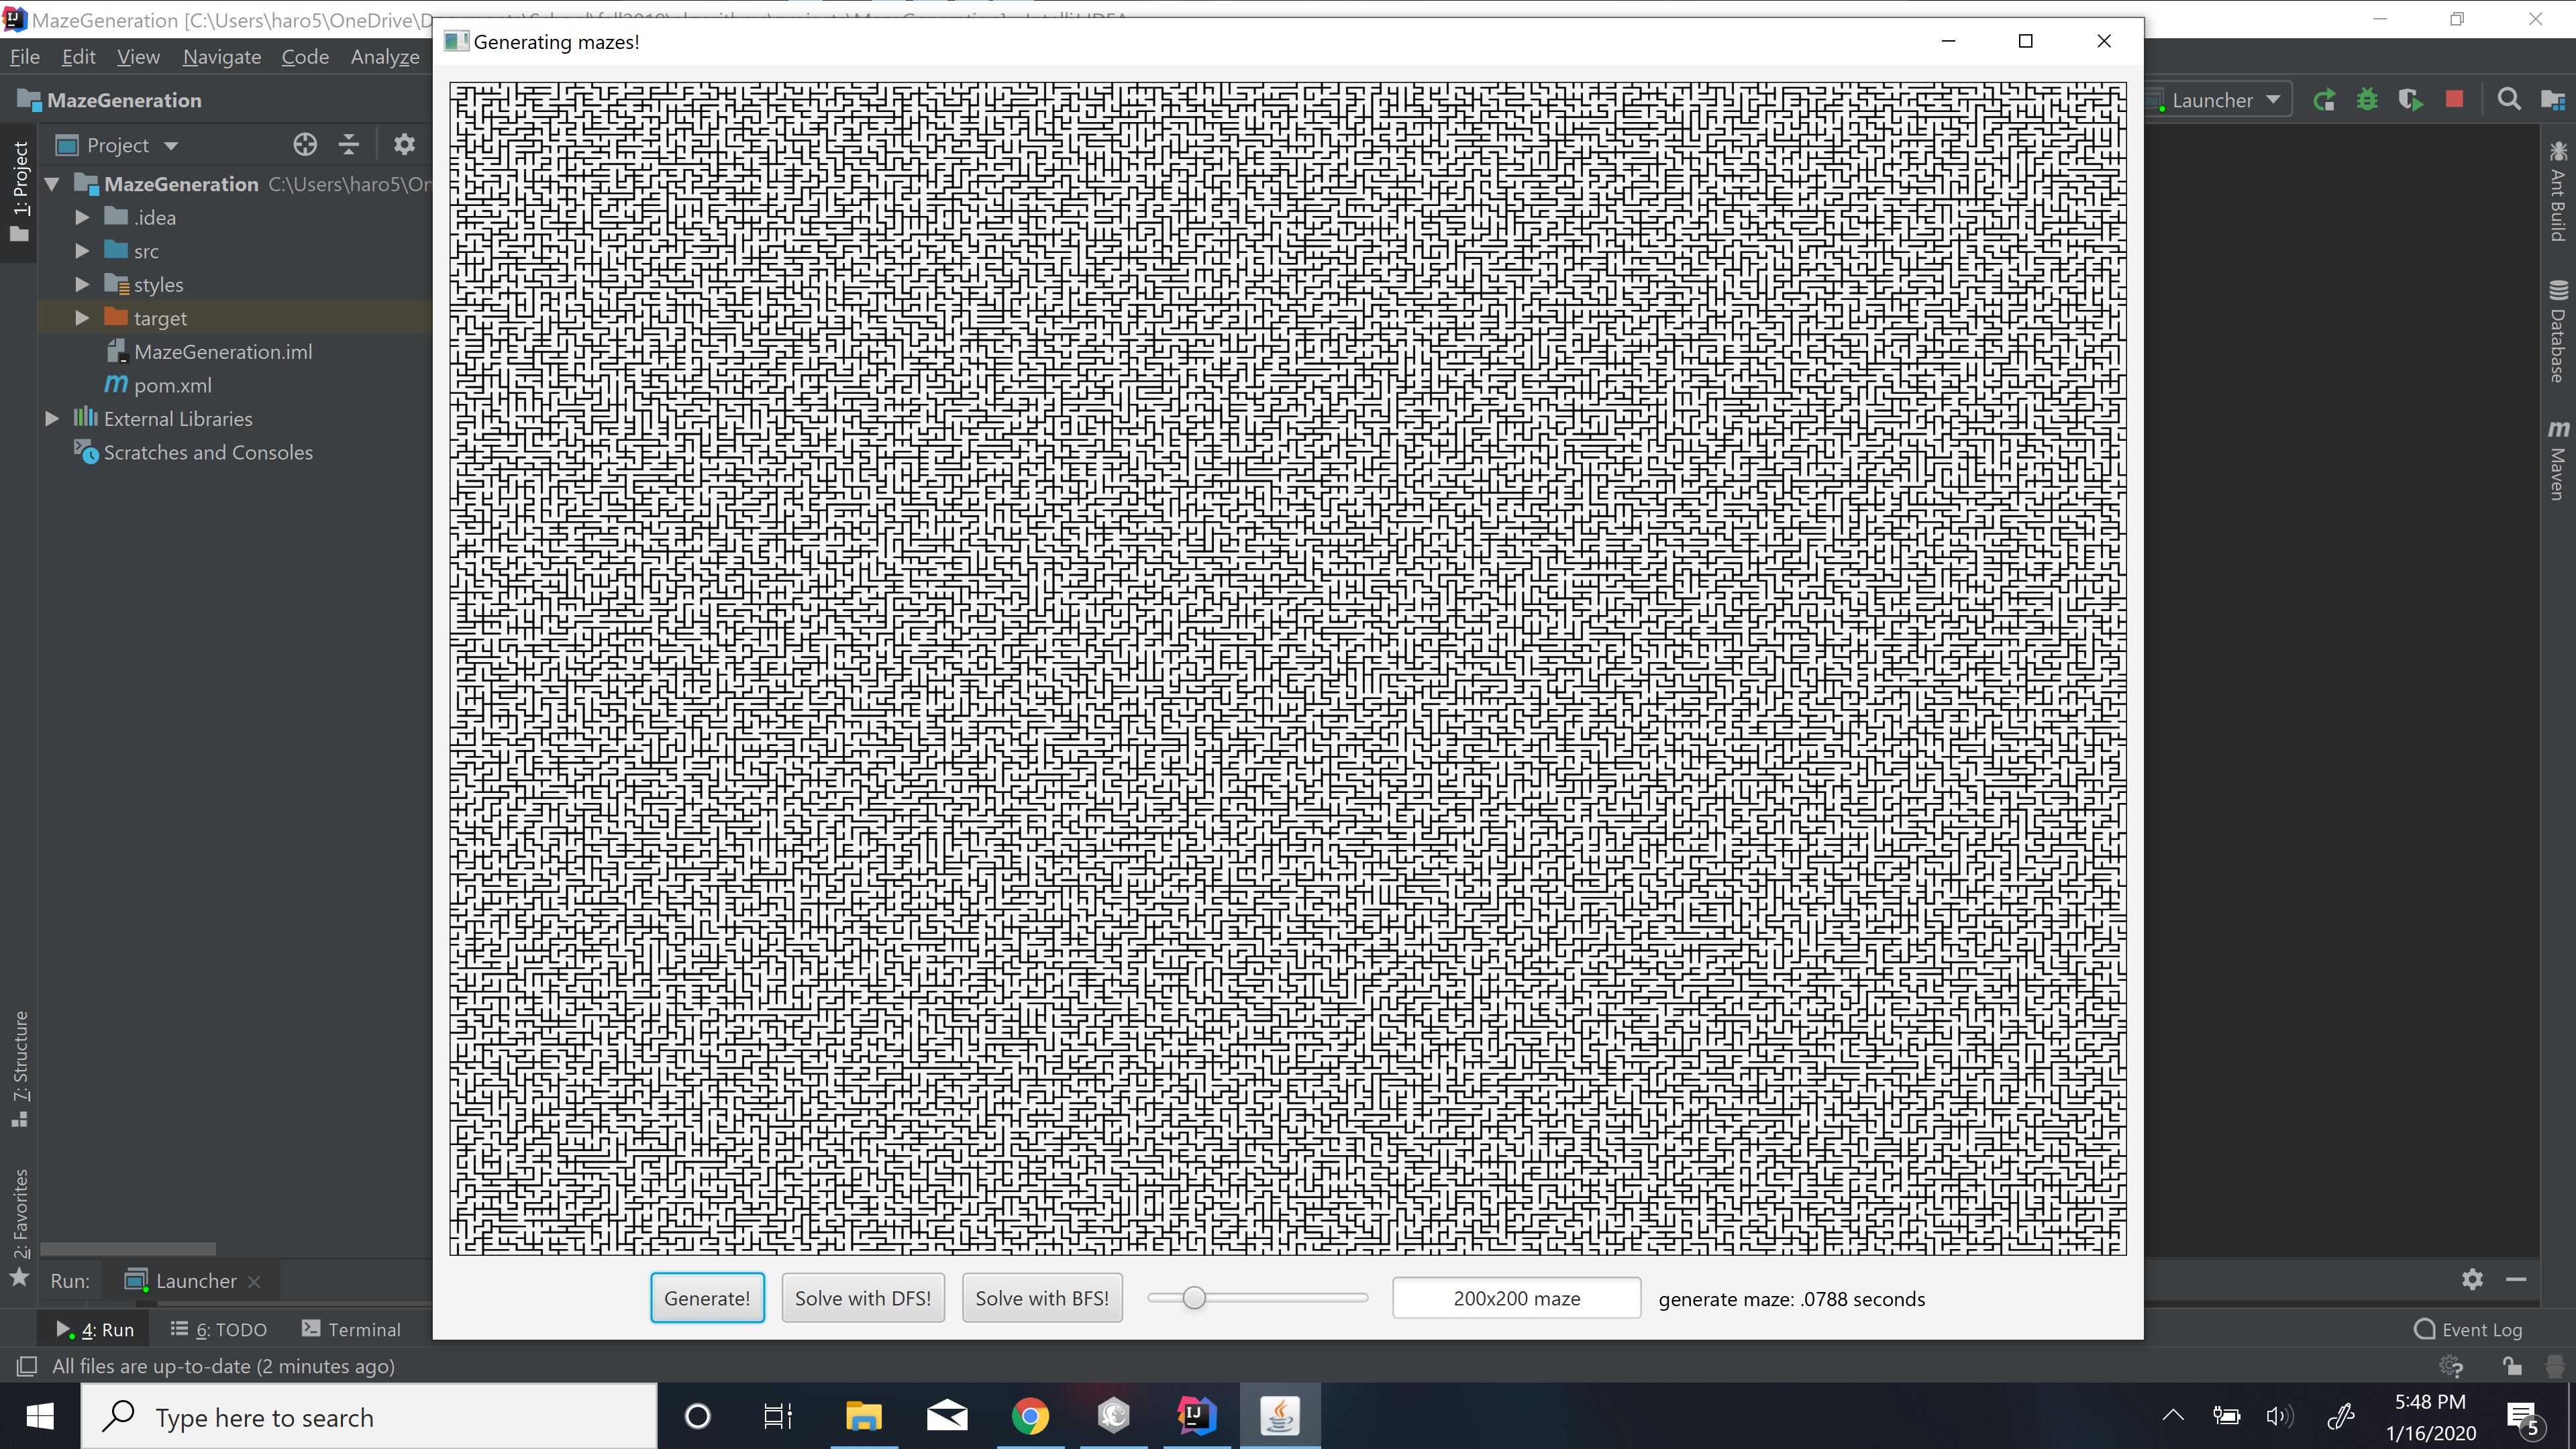 MazeGeneration [C:\Users\haro5\OneDrive\D
Generating mazes!
File Edit View Navigate Code Analyze
MazeGeneration
Launcher
1: Project
Project
MazeGeneration C:\Users\haro5\On
.idea
src
styles
target
MazeGeneration.iml
m pom.xml
External Libraries
Scratches and Consoles
Ant Build
Database
m Maven
7: Structure
2: Favorites
Generate!
Solve with DFS!
Solve with BFS!
200x200 maze
generate maze: .0788 seconds
Run: Launcher
4: Run
6: TODO
Terminal
Event Log
All files are up-to-date (2 minutes ago)
Type here to search
IJ
5:48 PM
1/16/2020
5